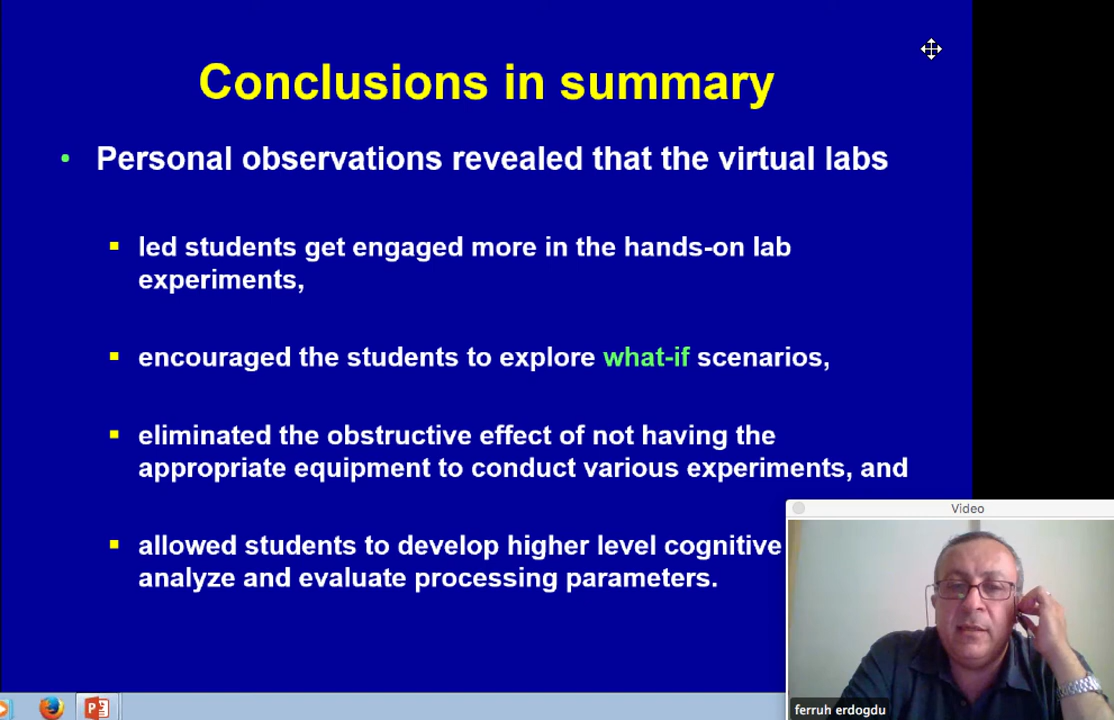 Conclusions in summary
• Personal observations revealed that the virtual labs
▪ led students get engaged more in the hands-on lab
experiments,
▪ encouraged the students to explore what-if scenarios,
▪ eliminated the obstructive effect of not having the
appropriate equipment to conduct various experiments, and
▪ allowed students to develop higher level cognitive
analyze and evaluate processing parameters.
Video
ferruh erdogdu